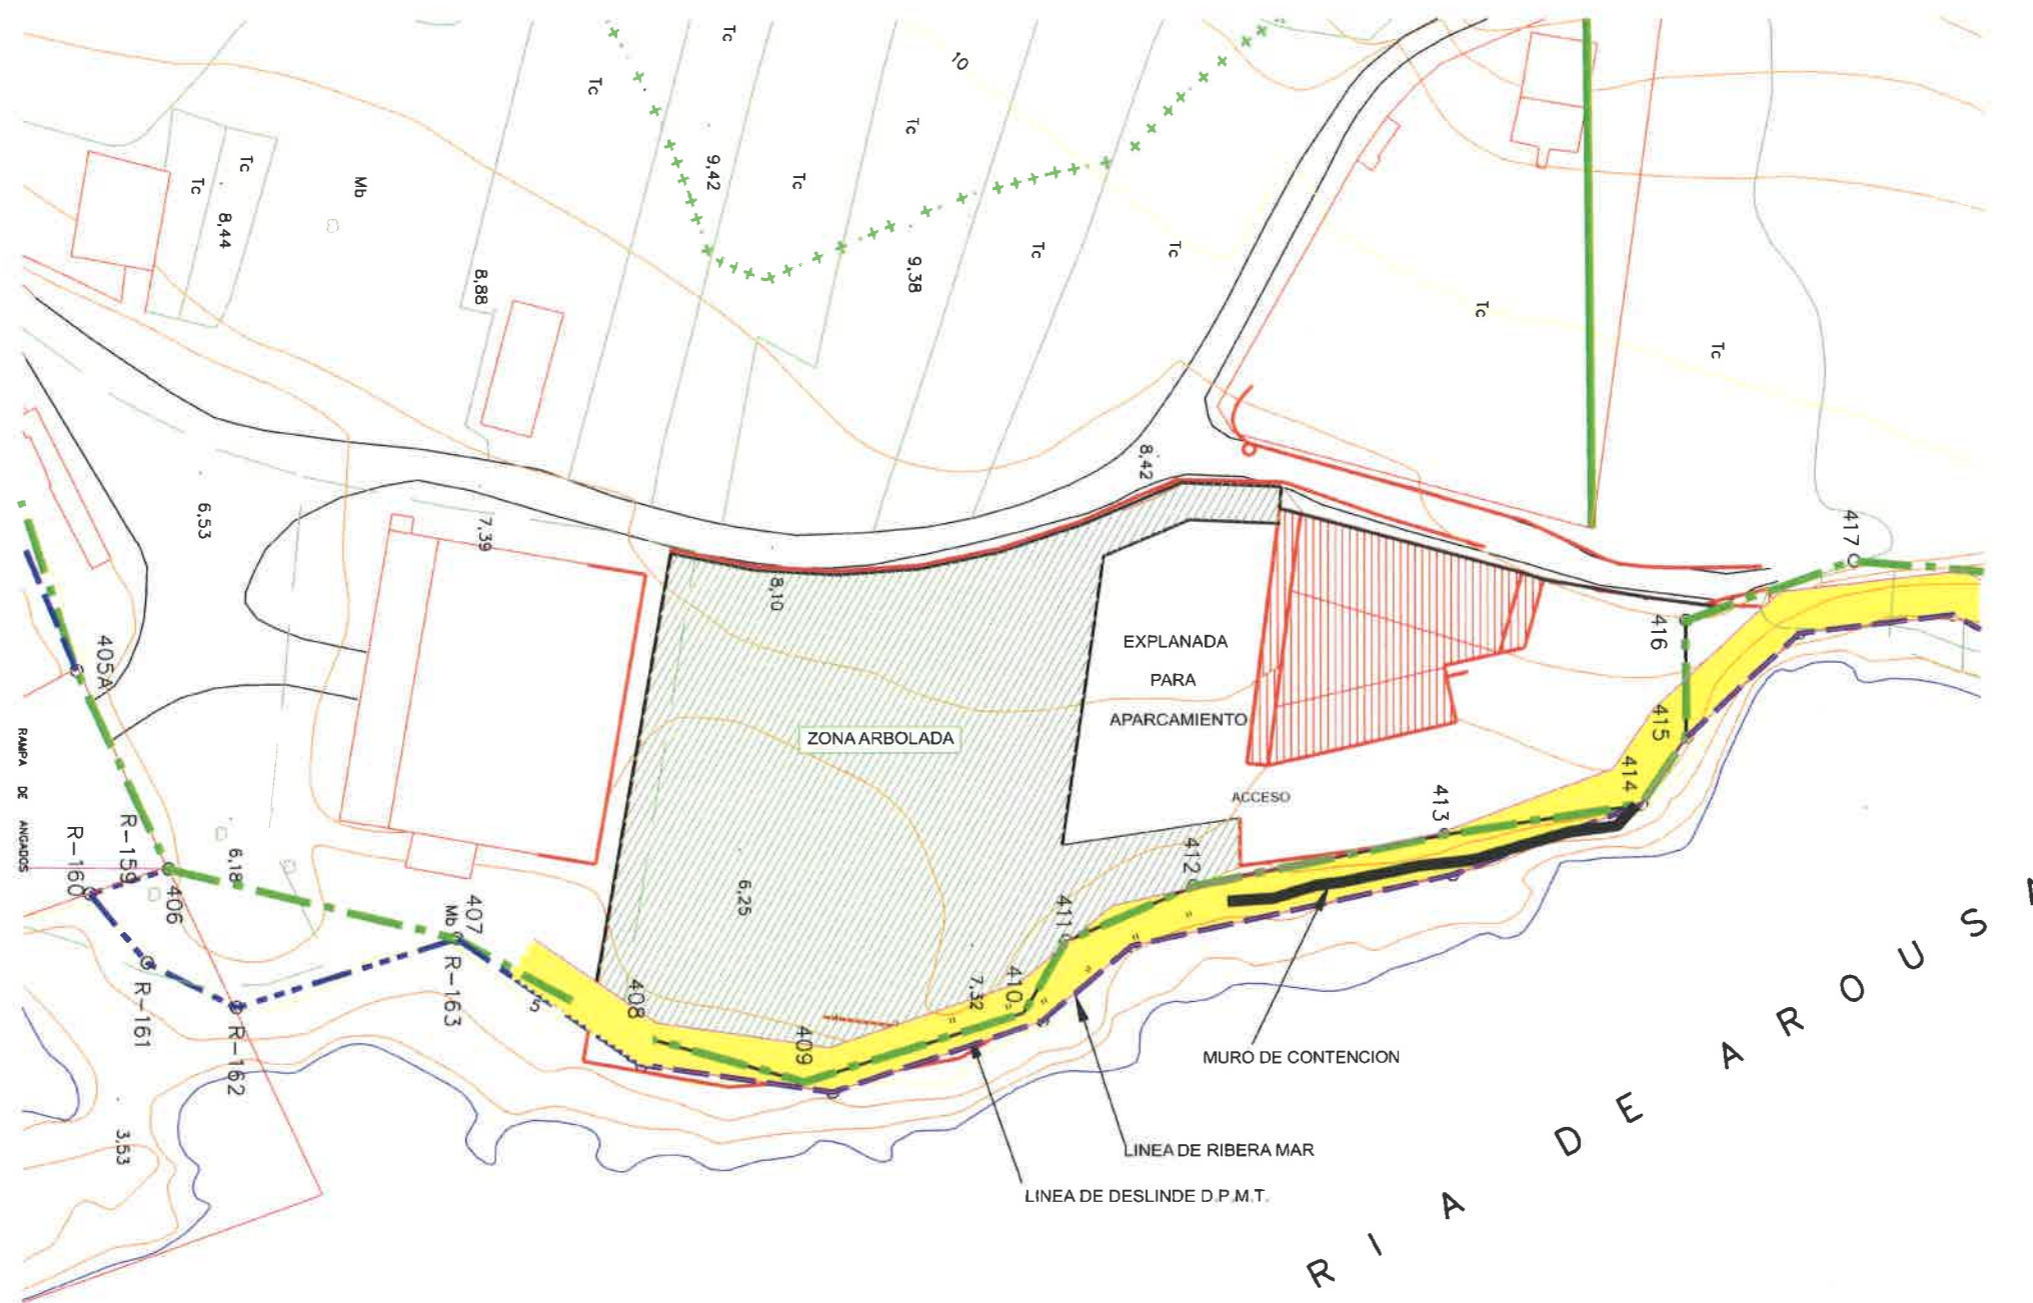 Tc
Tc
10
Tc
9,42
Tc
Tc
Tc
8,44
Mb
Tc
Tc
9,38
8,88
Tc
Tc
8,42
6,53
7,39
417
8,10
416
EXPLANADA
PARA
APARCAMIENTO
405A
415
ZONA ARBOLADA
414
ACCESO
413
RAMPA DE ANGADOS
R-160
R-159
6,18
406
412
6,25
407
Mb
411
R-163
408
7,32
410
5
R-161
R-162
409
MURO DE CONTENCION
3,53
LINEA DE RIBERA MAR
LINEA DE DESLINDE D.P.M.T.
RIA DE AROUS